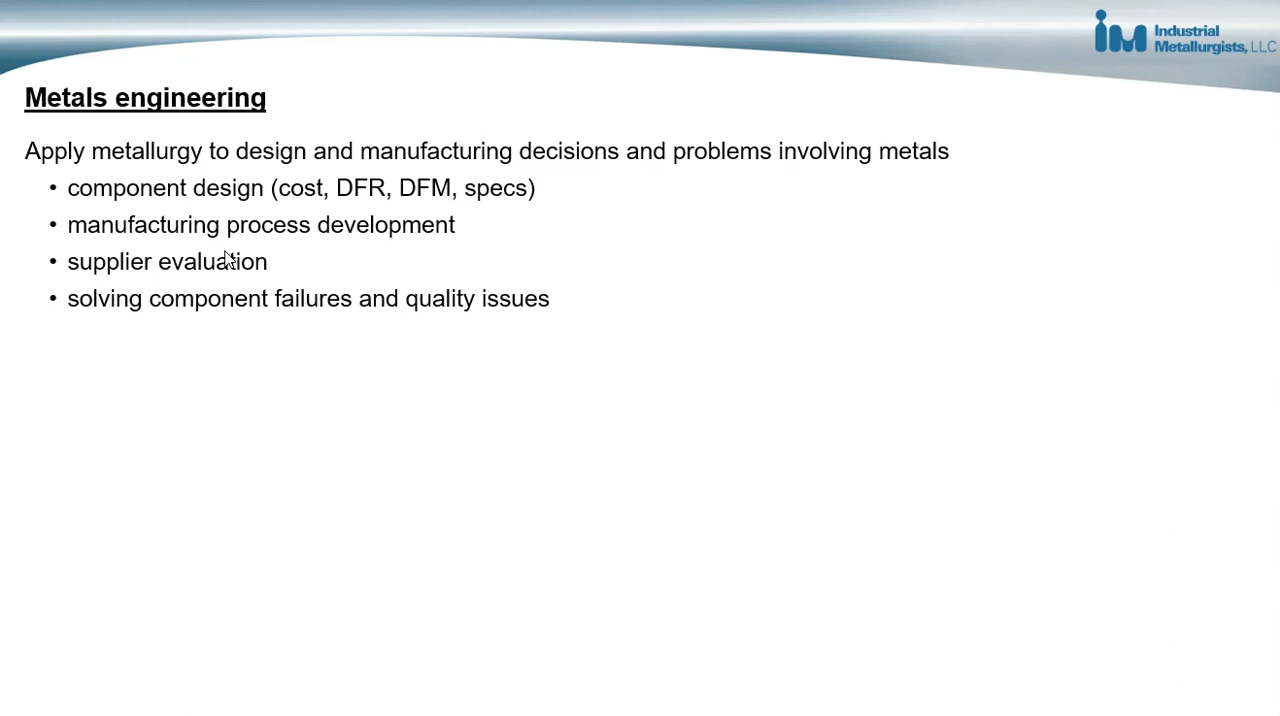 Industrial
Metallurgists, LLC
Metals engineering
Apply metallurgy to design and manufacturing decisions and problems involving metals
• component design (cost, DFR, DFM, specs)
• manufacturing process development
• supplier evaluation
• solving component failures and quality issues